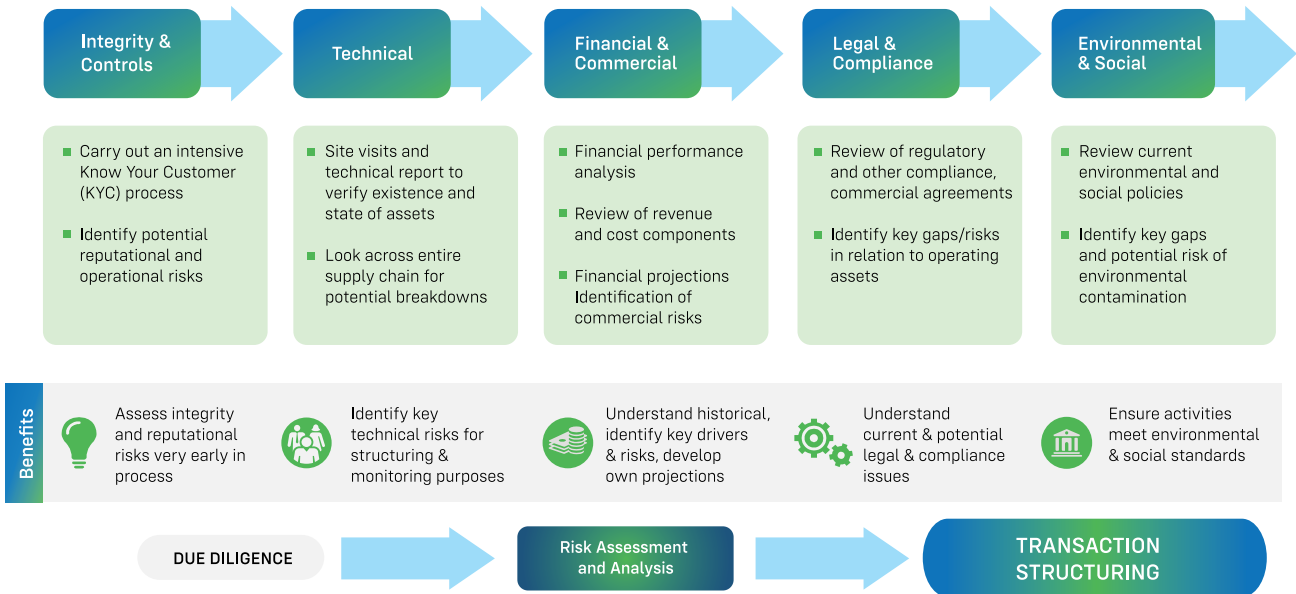 Integrity &
Controls
Technical
Financial &
Commercial
Legal &
Compliance
Environmental
& Social
Carry out an intensive
Know Your Customer
(KYC) process
Identify potential
reputational and
operational risks
Site visits and
technical report to
verify existence and
state of assets
Look across entire
supply chain for
potential breakdowns
Financial performance
analysis
Review of revenue
and cost components
Financial projections
Identification of
commercial risks
Review of regulatory
and other compliance,
commercial agreements
Identify key gaps/risks
in relation to operating
assets
Review current
environmental and
social policies
Identify key gaps
and potential risk of
environmental
contamination
Benefits
Assess integrity
and reputational
risks very early in
process
Identify key
technical risks for
structuring &
monitoring purposes
Understand historical,
identify key drivers
& risks, develop
own projections
Understand
current & potential
legal & compliance
issues
Ensure activities
meet environmental
& social standards
DUE DILIGENCE
Risk Assessment
and Analysis
TRANSACTION
STRUCTURING